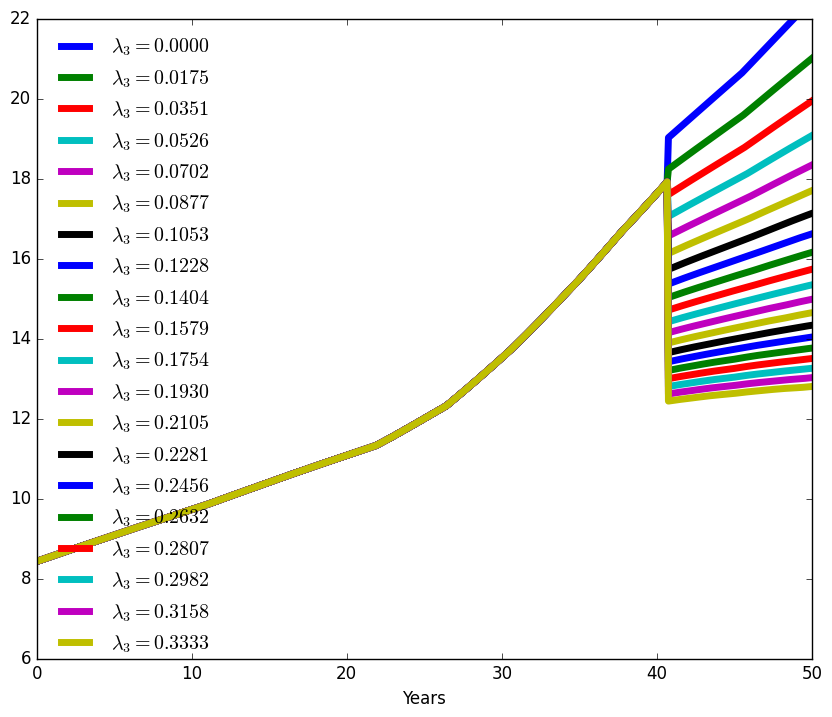 22
20
18
16
14
12
10
8
6
λ₃ = 0.0000
λ₃ = 0.0175
λ₃ = 0.0351
λ₃ = 0.0526
λ₃ = 0.0702
λ₃ = 0.0877
λ₃ = 0.1053
λ₃ = 0.1228
λ₃ = 0.1404
λ₃ = 0.1579
λ₃ = 0.1754
λ₃ = 0.1930
λ₃ = 0.2105
λ₃ = 0.2281
λ₃ = 0.2456
λ₃ = 0.2632
λ₃ = 0.2807
λ₃ = 0.2982
λ₃ = 0.3158
λ₃ = 0.3333
0 10 20 30 40 50
Years